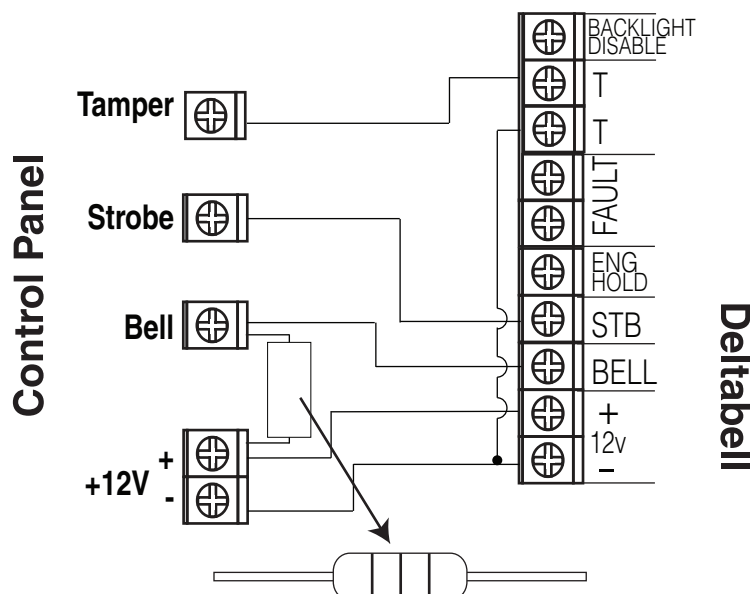 Control Panel
Tamper
Strobe
Bell
+
+12V
-
BACKLIGHT
DISABLE
T
T
FAULT
ENG
HOLD
STB
BELL
+
12v
-
Deltabell